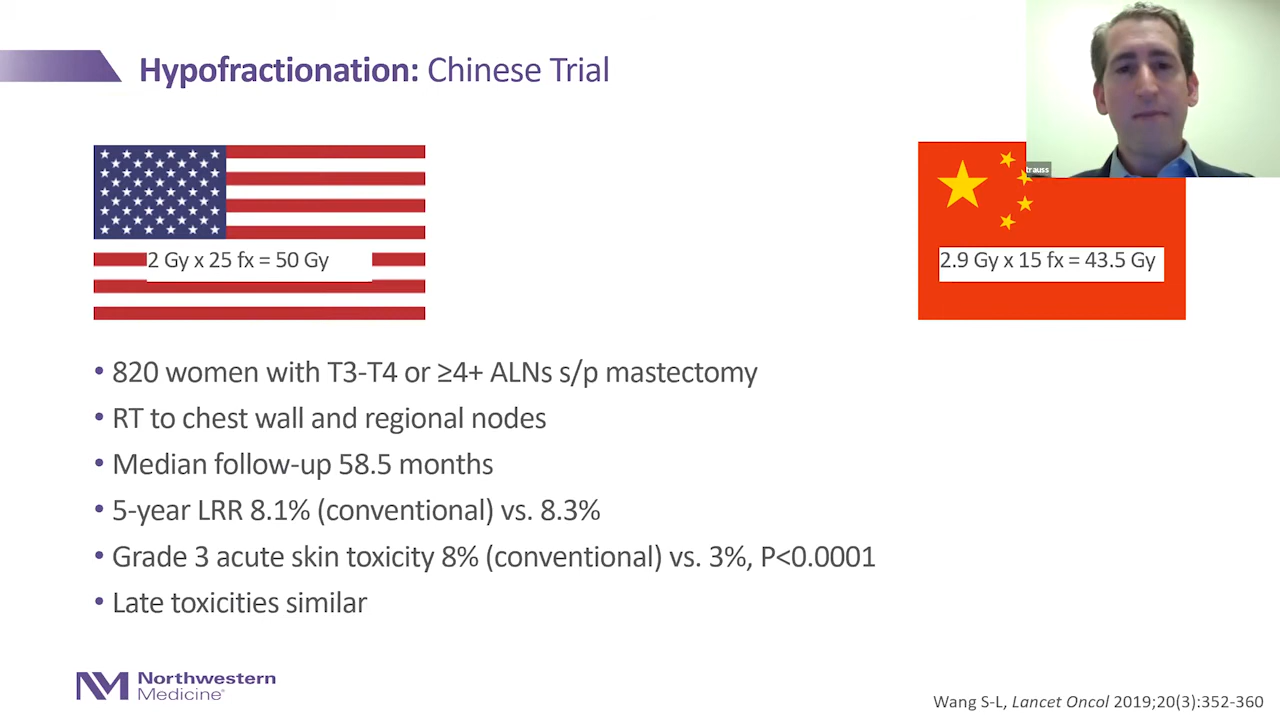 Hypofractionation: Chinese Trial
trauss
2 Gy x 25 fx = 50 Gy
2.9 Gy x 15 fx = 43.5 Gy
• 820 women with T3-T4 or ≥4+ ALNs s/p mastectomy
• RT to chest wall and regional nodes
• Median follow-up 58.5 months
• 5-year LRR 8.1% (conventional) vs. 8.3%
• Grade 3 acute skin toxicity 8% (conventional) vs. 3%, P<0.0001
• Late toxicities similar
NM Northwestern
Medicine®
Wang S-L, Lancet Oncol 2019;20(3):352-360